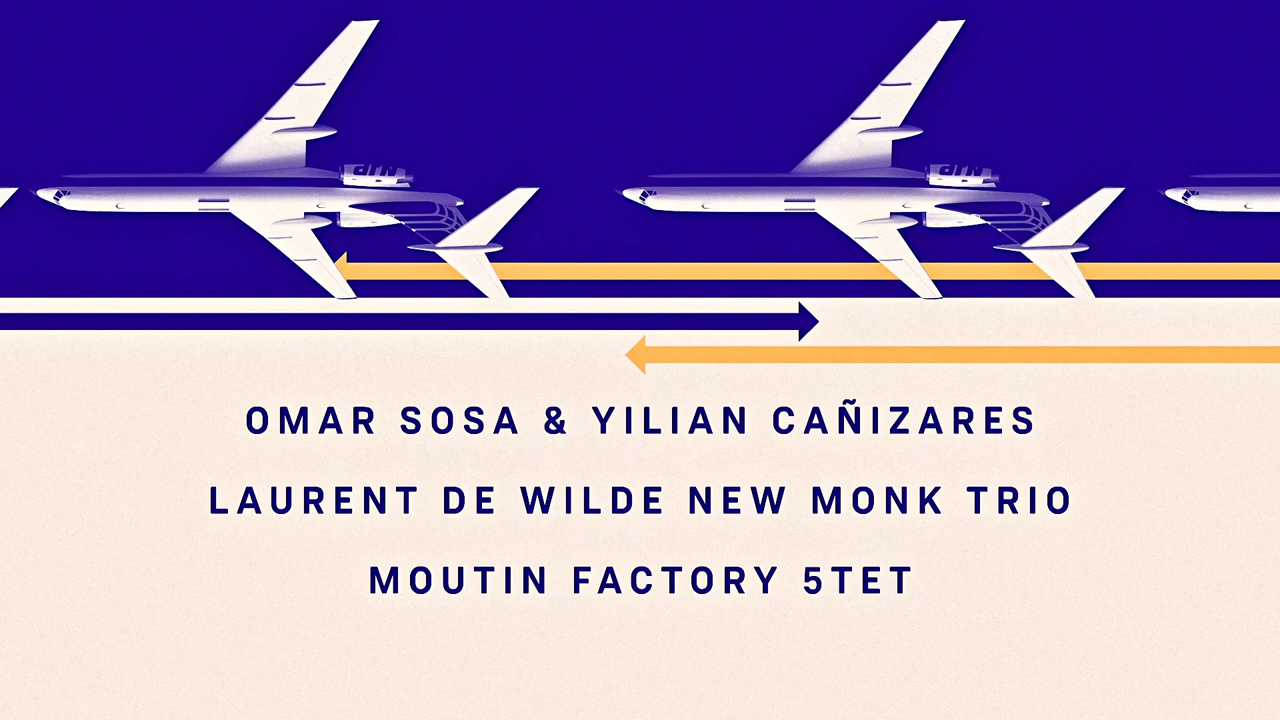 OMAR SOSA & YILIAN CAÑIZARES
LAURENT DE WILDE NEW MONK TRIO
MOUTIN FACTORY 5TET